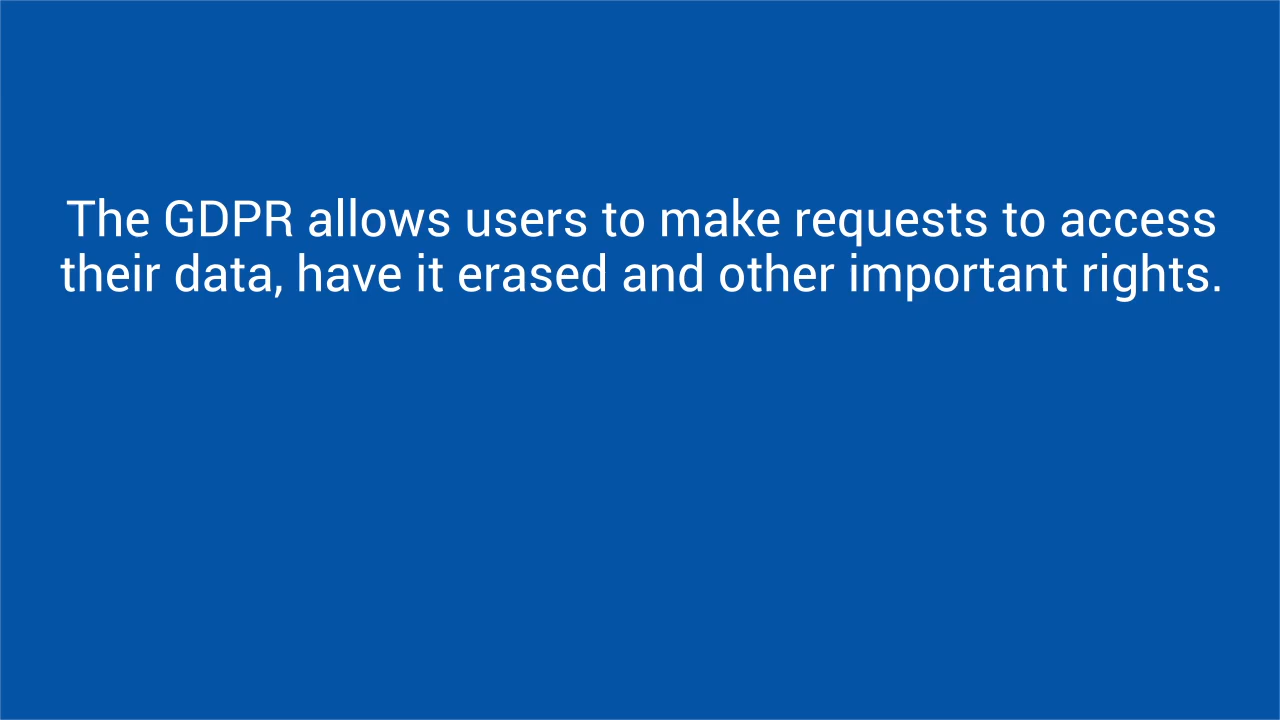 The GDPR allows users to make requests to access
their data, have it erased and other important rights.